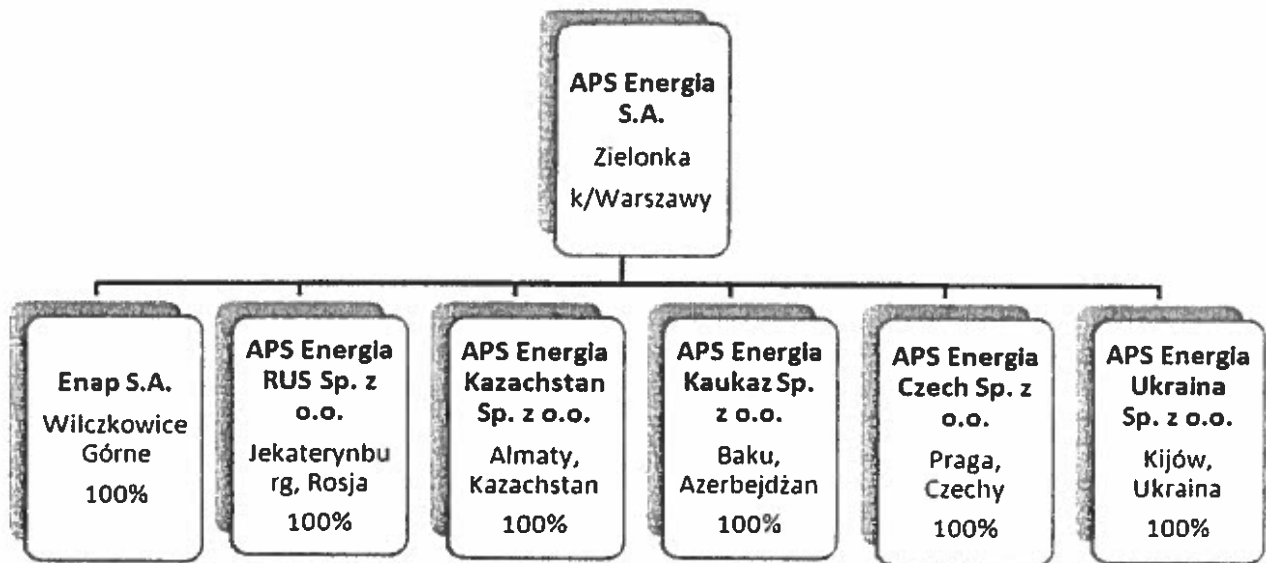 APS Energia
S.A.
Zielonka
k/Warszawy
Enap S.A.
Wilczkowice
Górne
100%
APS Energia
RUS Sp. z
o.o.
Jekaterynbu
rg, Rosja
100%
APS Energia
Kazachstan
Sp. z o.o.
Almaty,
Kazachstan
100%
APS Energia
Kaukaz Sp.
z o.o.
Baku,
Azerbejdżan
100%
APS Energia
Czech Sp. z
o.o.
Praga,
Czechy
100%
APS Energia
Ukraina
Sp. z o.o.
Kijów,
Ukraina
100%